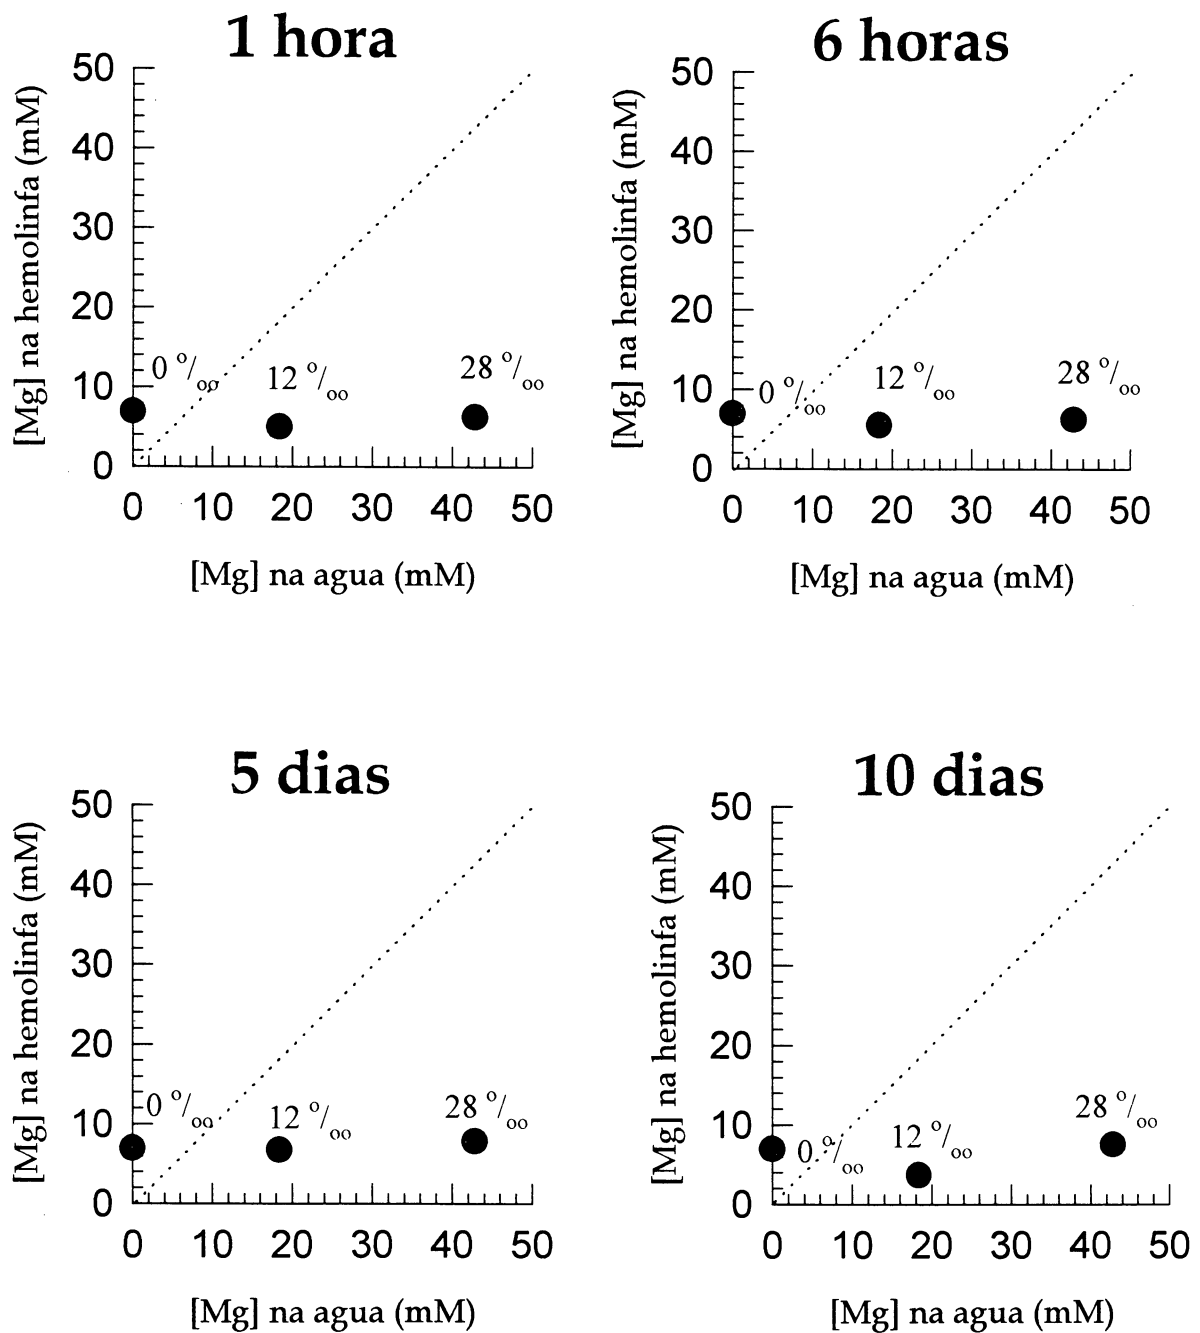 1 hora
[Mg] na hemolinfa (mM)
50
40
30
20
10
0
0 °/oo
12 °/oo
28 °/oo
0 10 20 30 40 50
[Mg] na agua (mM)
6 horas
[Mg] na hemolinfa (mM)
50
40
30
20
10
0
0 °/oo
12 °/oo
28 °/oo
0 10 20 30 40 50
[Mg] na agua (mM)
5 dias
[Mg] na hemolinfa (mM)
50
40
30
20
10
0
0 °/oo
12 °/oo
28 °/oo
0 10 20 30 40 50
[Mg] na agua (mM)
10 dias
[Mg] na hemolinfa (mM)
50
40
30
20
10
0
0 °/oo
12 °/oo
28 °/oo
0 10 20 30 40 50
[Mg] na agua (mM)